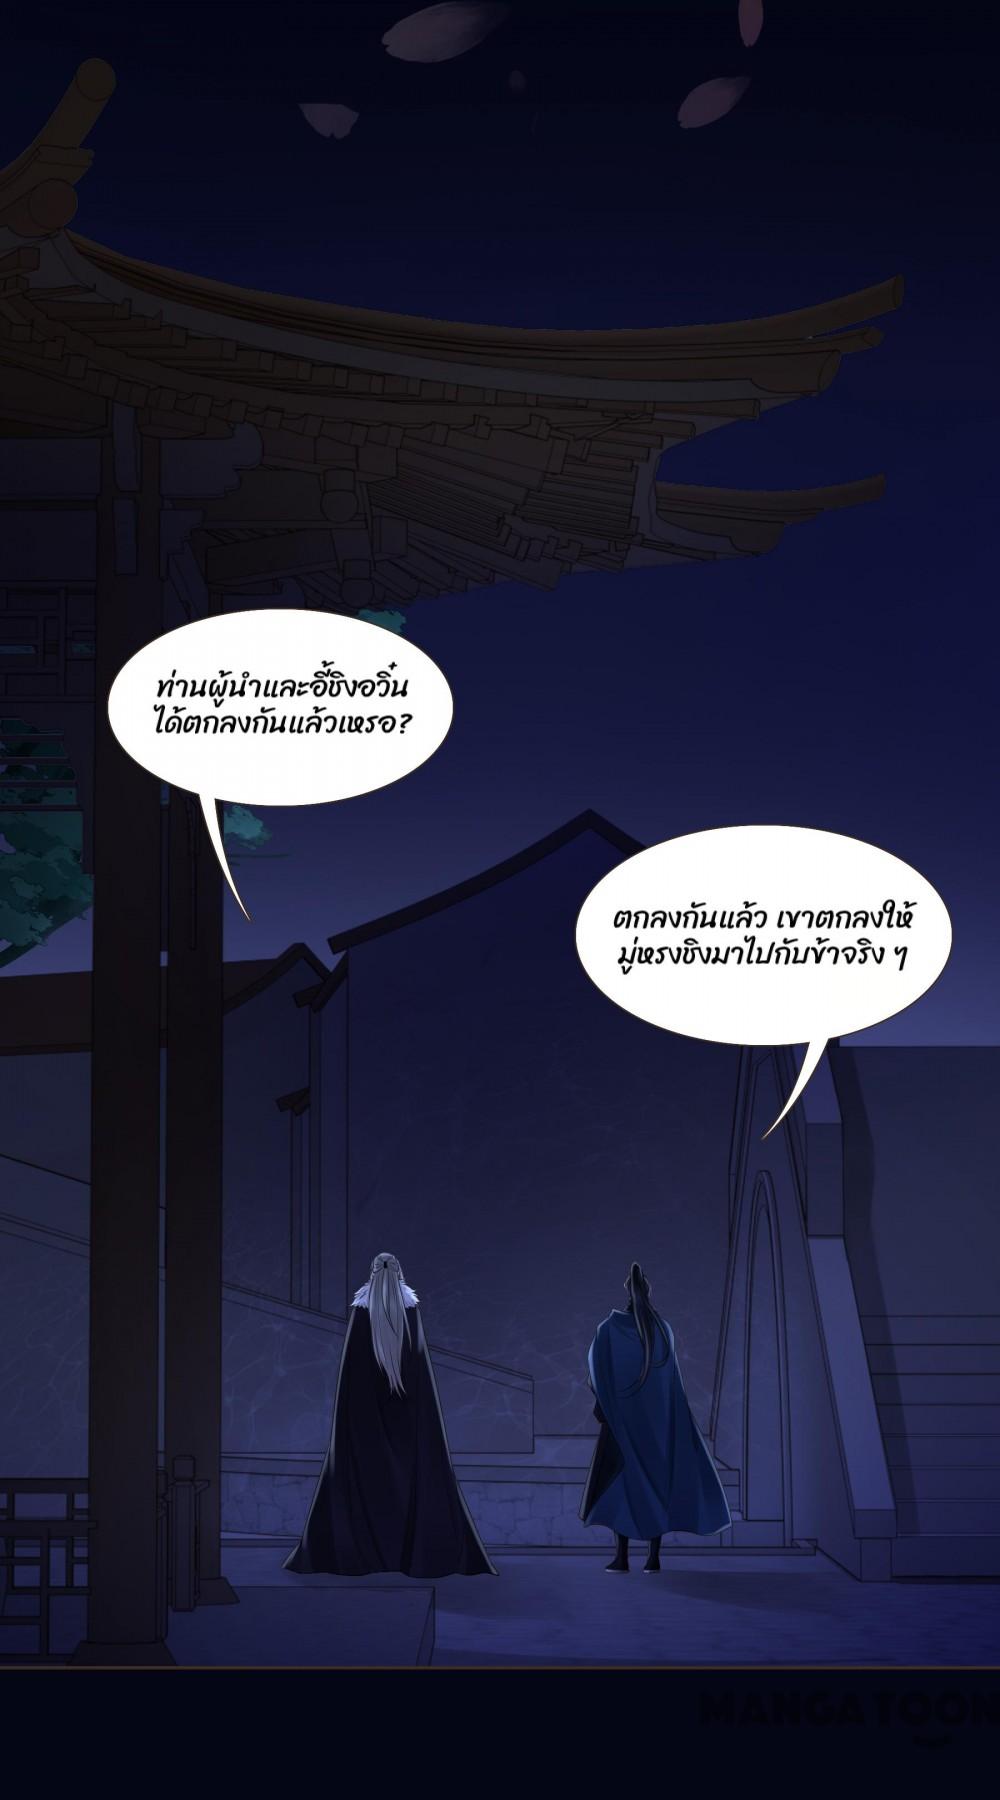 ท่านผู้นำและอี้ชิงอวิ๋น
ได้ตกลงกันแล้วเหรอ?
ตกลงกันแล้ว เขาตกลงให้
มู่หรงชิงมาไปกับข้าจริง ๆ
MANGA TOON